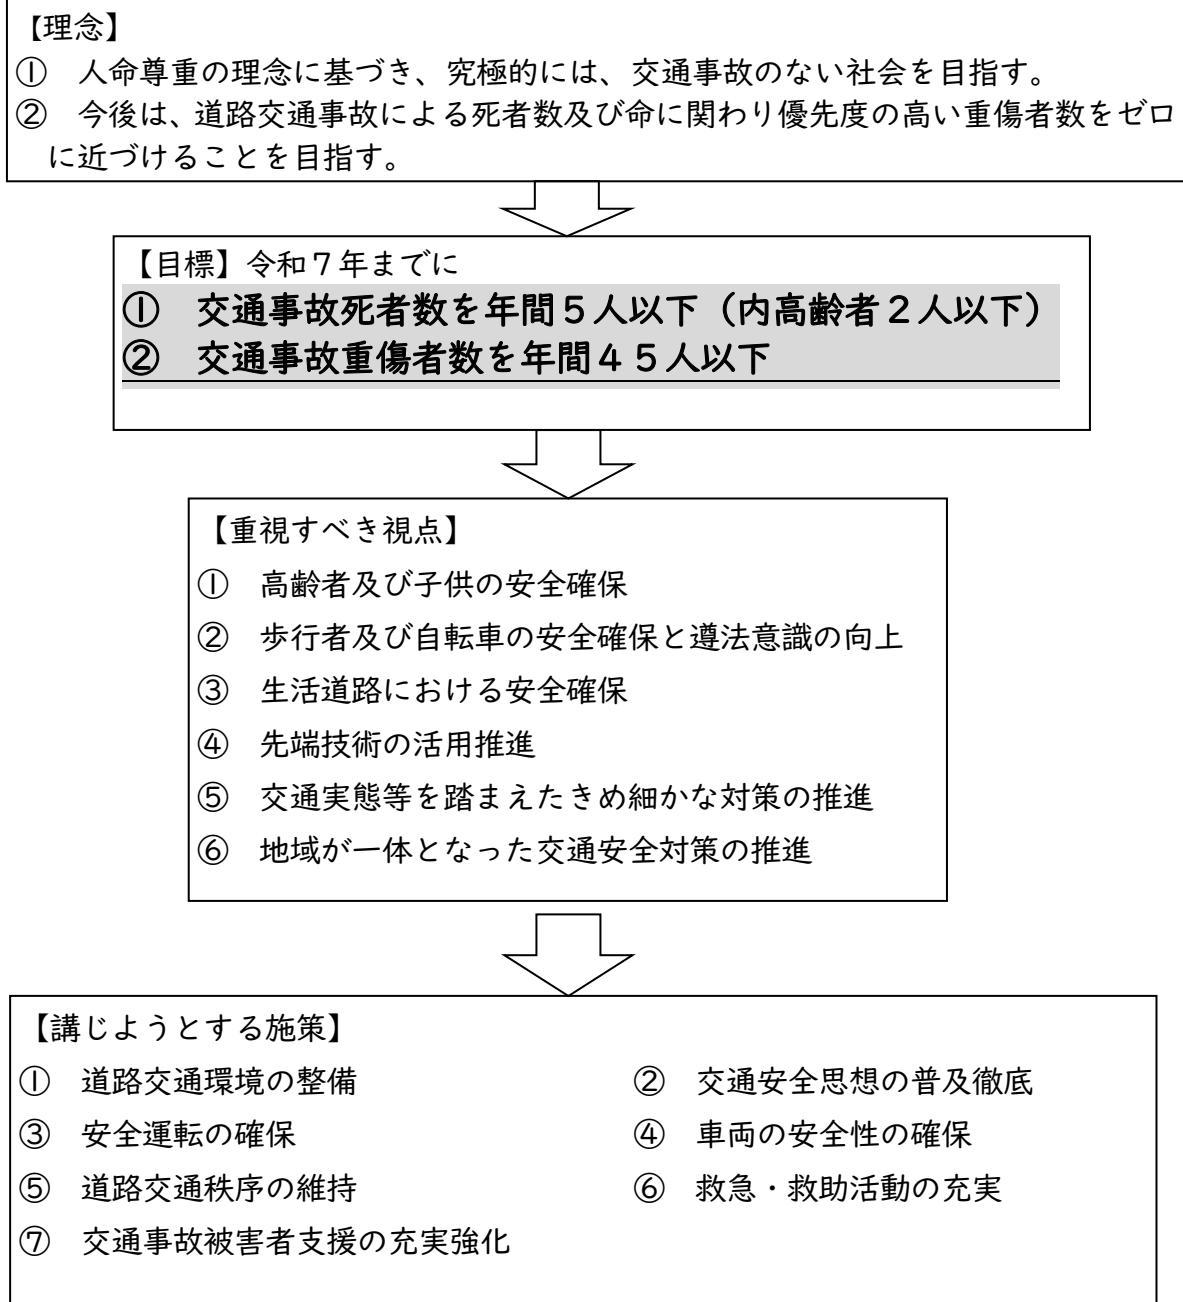 【理念】
① 人命尊重の理念に基づき、究極的には、交通事故のない社会を目指す。
② 今後は、道路交通事故による死者数及び命に関わり優先度の高い重傷者数をゼロ
に近づけることを目指す。
【目標】令和７年までに
① 交通事故死者数を年間５人以下（内高齢者２人以下）
② 交通事故重傷者数を年間４５人以下
【重視すべき視点】
① 高齢者及び子供の安全確保
② 歩行者及び自転車の安全確保と遵法意識の向上
③ 生活道路における安全確保
④ 先端技術の活用推進
⑤ 交通実態等を踏まえたきめ細かな対策の推進
⑥ 地域が一体となった交通安全対策の推進
【講じようとする施策】
① 道路交通環境の整備 ② 交通安全思想の普及徹底
③ 安全運転の確保 ④ 車両の安全性の確保
⑤ 道路交通秩序の維持 ⑥ 救急・救助活動の充実
⑦ 交通事故被害者支援の充実強化